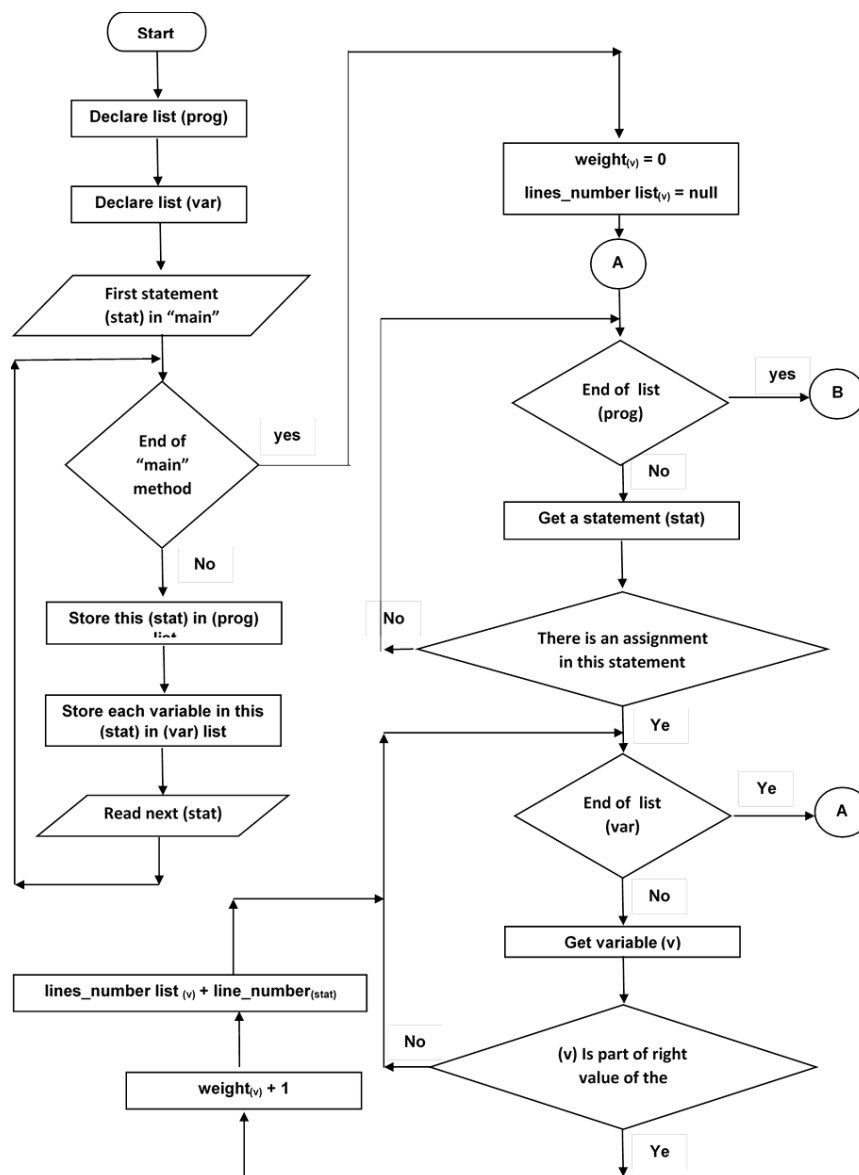 Start
Declare list (prog)
Declare list (var)
First statement
(stat) in “main”
End of
“main”
method
yes
No
Store this (stat) in (prog)
list
Store each variable in this
(stat) in (var) list
Read next (stat)
weight(v) = 0
lines_number list(v) = null
A
End of list
(prog)
yes
B
No
Get a statement (stat)
There is an assignment
in this statement
No
Ye
End of list
(var)
Ye
A
No
Get variable (v)
(v) Is part of right
value of the
No
Ye
weight(v) + 1
lines_number list (v) + line_number(stat)